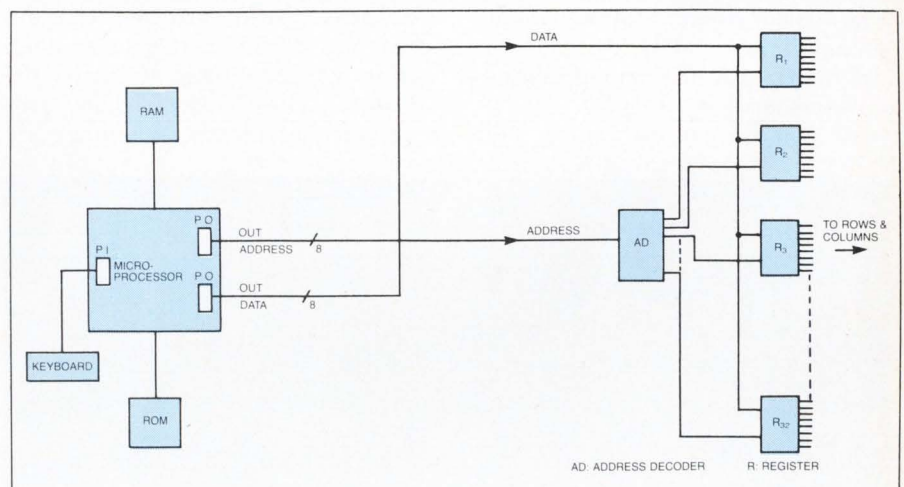 DATA
R1
RAM
R2
P O
OUT
ADDRESS
8
ADDRESS
AD
R3
TO ROWS &
COLUMNS
P I
MICRO-
PROCESSOR
P O
OUT
DATA
8
KEYBOARD
ROM
R32
AD: ADDRESS DECODER
R: REGISTER